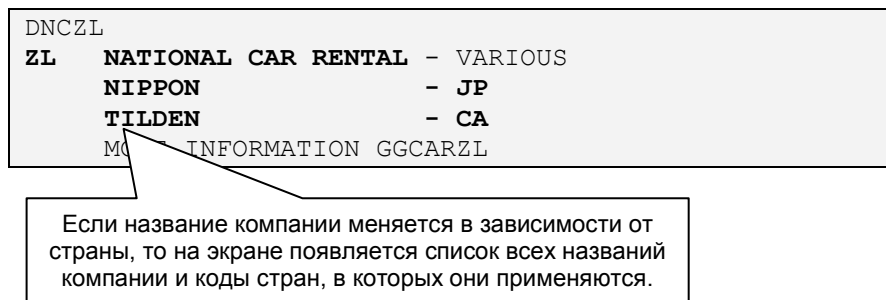 DNCZL
ZL NATIONAL CAR RENTAL - VARIOUS
NIPPON - JP
TILDEN - CA
INFORMATION GGCARZL
Если название компании меняется в зависимости от
страны, то на экране появляется список всех названий
компании и коды стран, в которых они применяются.